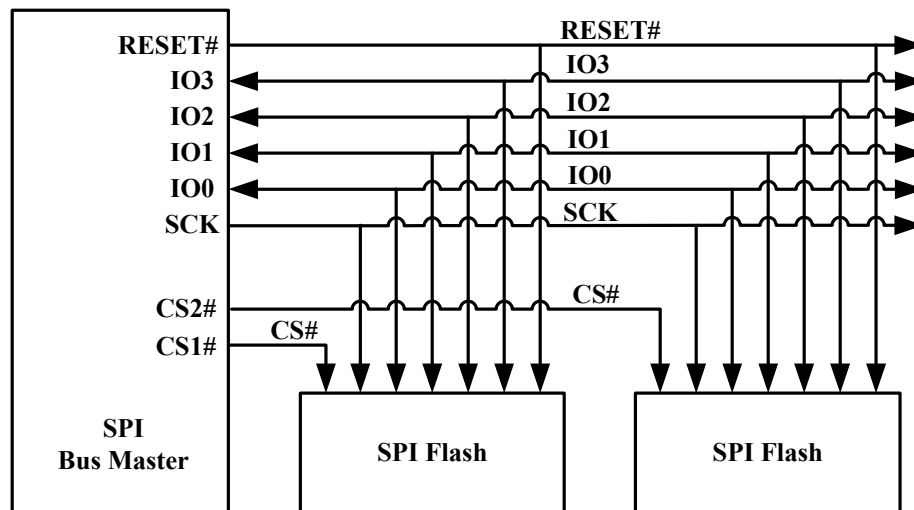 RESET#
RESET#
IO3
IO3
IO2
IO2
IO1
IO1
IO0
IO0
SCK
SCK
CS2#
CS#
CS1#
CS#
SPI
Bus Master
SPI Flash
SPI Flash